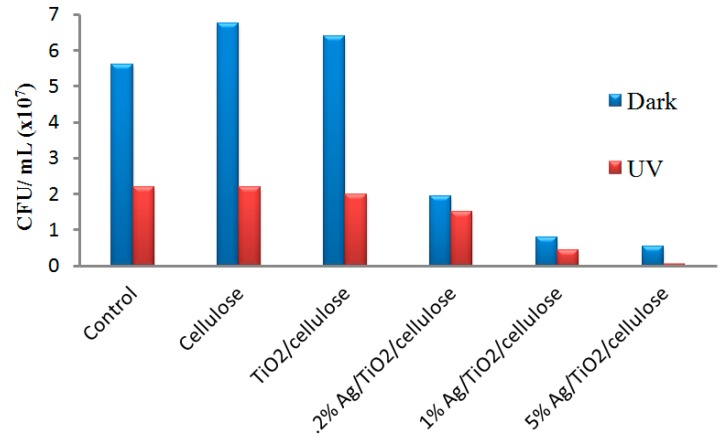 7
6
5
4
3
2
1
0
CFU/ mL (x10⁷)
Dark
UV
Control
Cellulose
TiO2/cellulose
.2% Ag/TiO2/cellulose
1% Ag/TiO2/cellulose
5% Ag/TiO2/cellulose